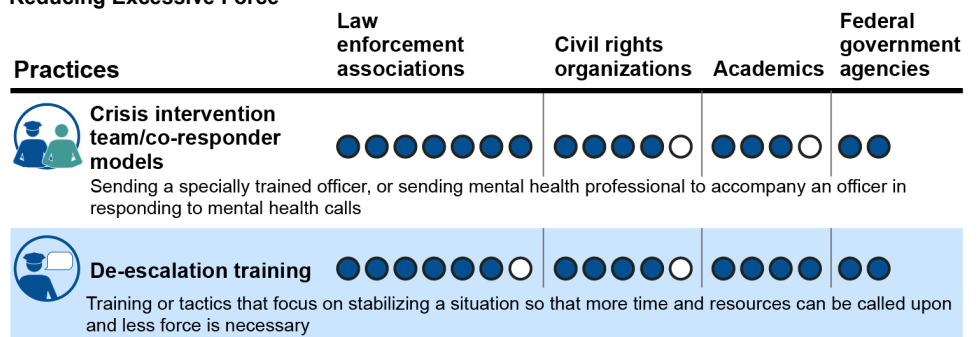 Reducing Excessive Force
Practices
Law
enforcement
associations
Civil rights
organizations
Academics
Federal
government
agencies
Crisis intervention
team/co-responder
models
Sending a specially trained officer, or sending mental health professional to accompany an officer in
responding to mental health calls
De-escalation training
Training or tactics that focus on stabilizing a situation so that more time and resources can be called upon
and less force is necessary